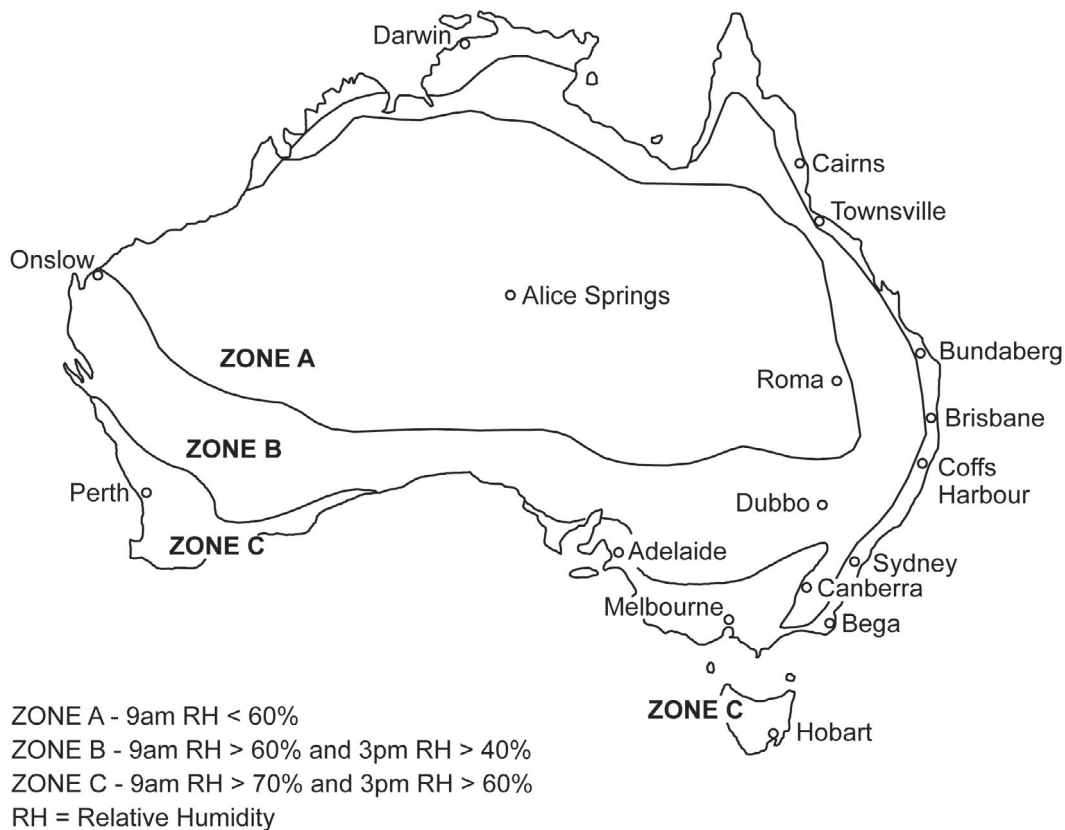 Darwin
Cairns
Townsville
Onslow
Alice Springs
ZONE A
Bundaberg
Roma
Brisbane
ZONE B
Coffs
Harbour
Perth
Dubbo
ZONE C
Adelaide
Sydney
Canberra
Melbourne
Bega
ZONE C
Hobart
ZONE A - 9am RH < 60%
ZONE B - 9am RH > 60% and 3pm RH > 40%
ZONE C - 9am RH > 70% and 3pm RH > 60%
RH = Relative Humidity